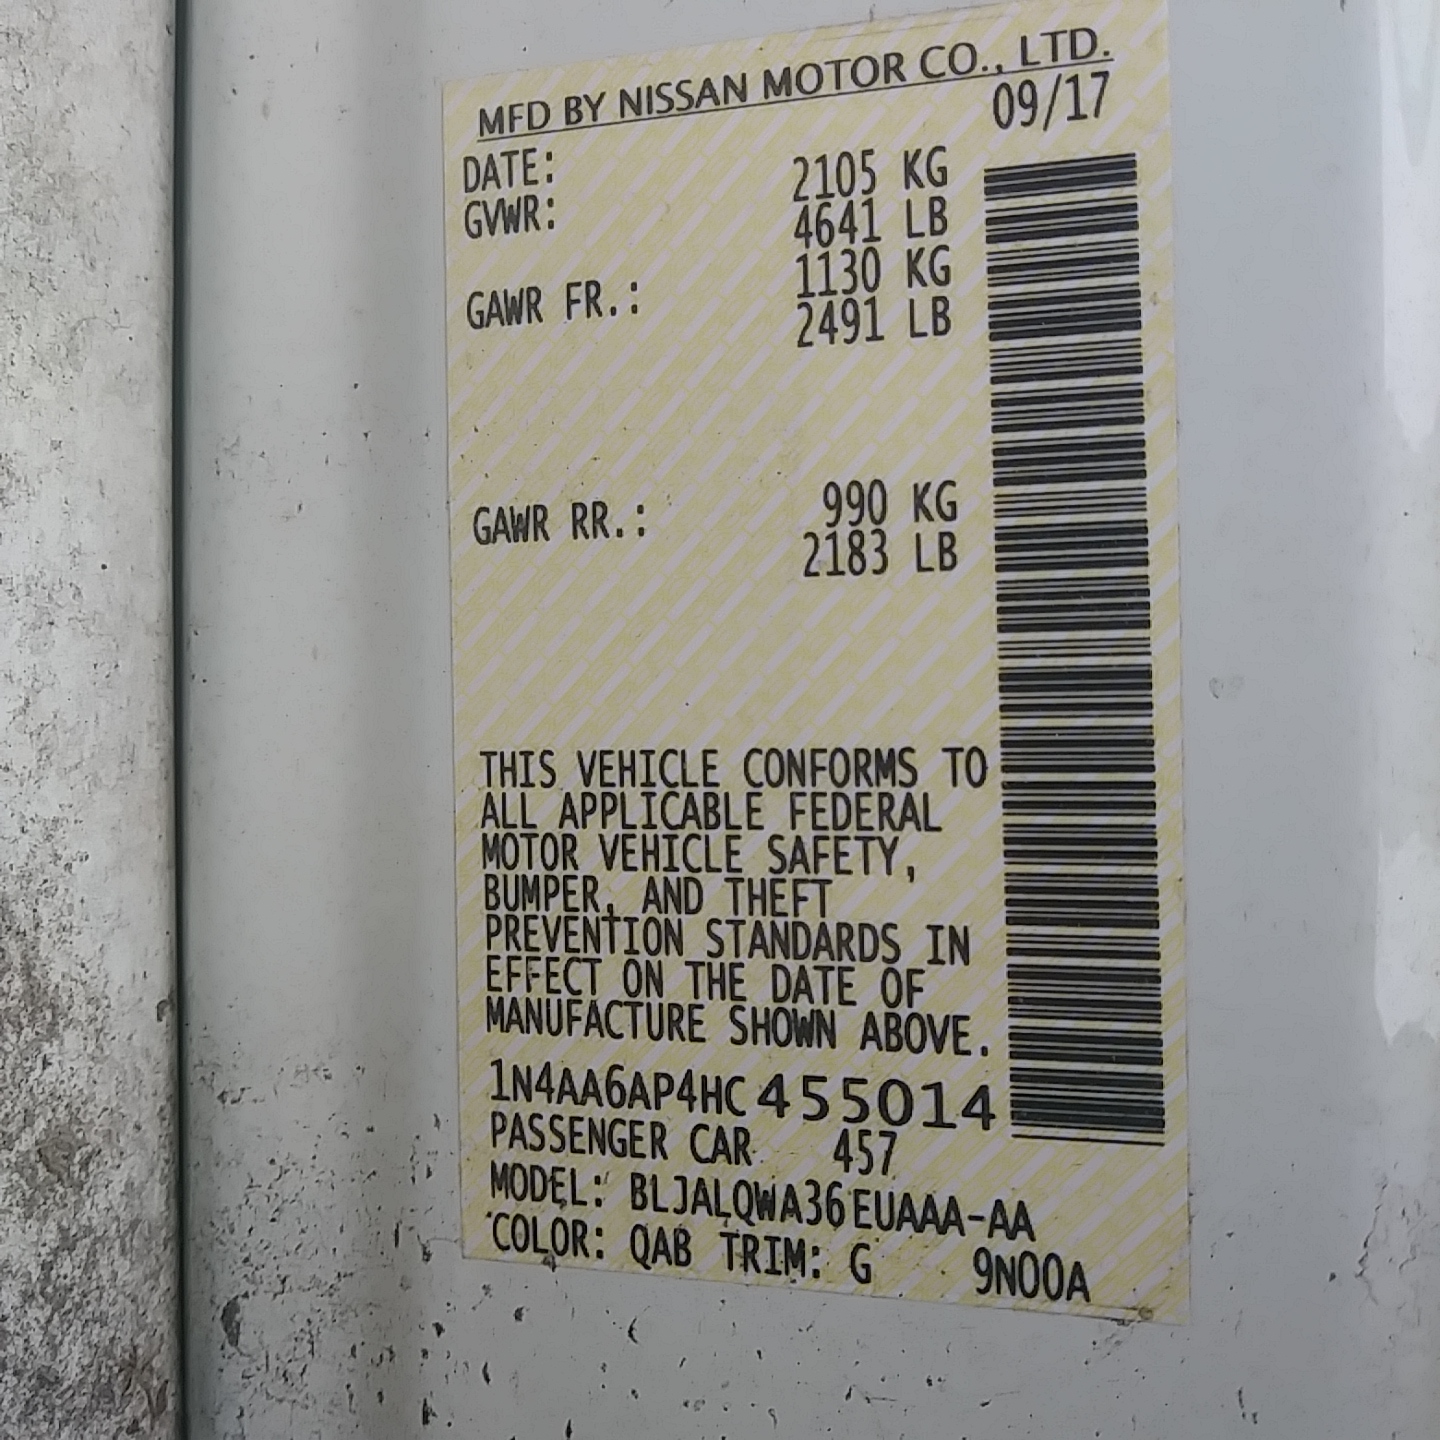 MFD BY NISSAN MOTOR CO., LTD.
DATE: 09/17
GVWR: 2105 KG
4641 LB
GAWR FR.: 1130 KG
2491 LB
GAWR RR.: 990 KG
2183 LB
THIS VEHICLE CONFORMS TO
ALL APPLICABLE FEDERAL
MOTOR VEHICLE SAFETY,
BUMPER, AND THEFT
PREVENTION STANDARDS IN
EFFECT ON THE DATE OF
MANUFACTURE SHOWN ABOVE.
1N4AA6AP4HC455014
PASSENGER CAR 457
MODEL: BLJALQWA36EUAAA-AA
COLOR: QAB TRIM: G 9N00A